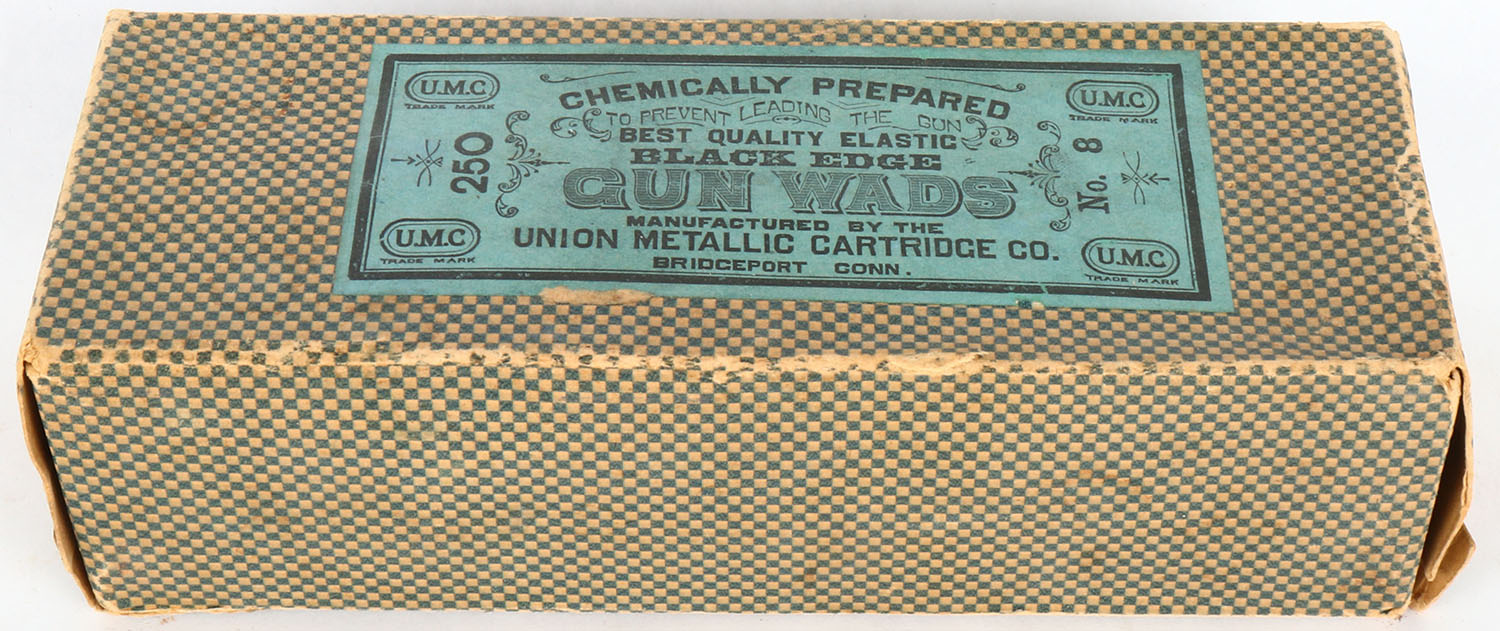 U.M.C
TRADE MARK
U.M.C.
TRADE MARK
CHEMICALLY PREPARED
TO PREVENT LEADING THE GUN
BEST QUALITY ELASTIC
BLACK EDGE
GUN WADS
250
No. 8
MANUFACTURED BY THE
UNION METALLIC CARTRIDGE CO.
BRIDGEPORT CONN.
U.M.C
TRADE MARK
U.M.C.
TRADE MARK